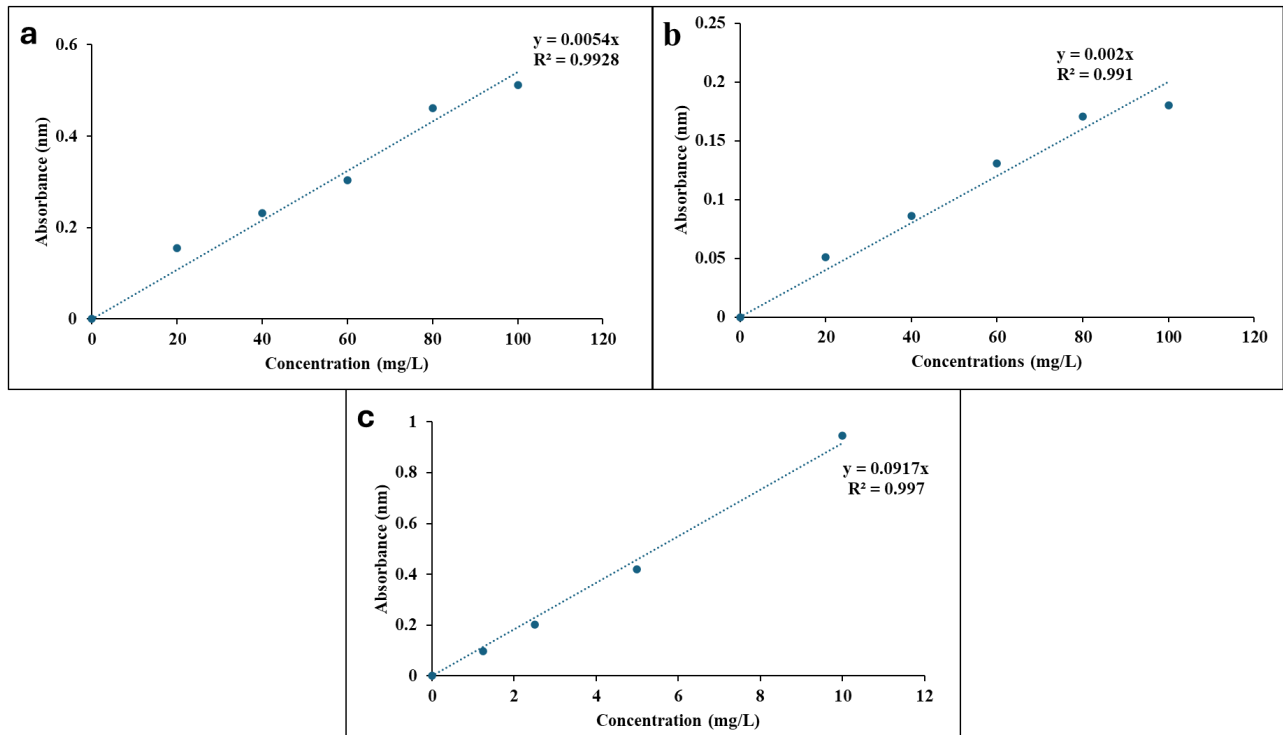 a
y = 0.0054x
R² = 0.9928
0.6
0.4
0.2
0
Absorbance (nm)
0 20 40 60 80 100 120
Concentration (mg/L)
b
y = 0.002x
R² = 0.991
0.25
0.2
0.15
0.1
0.05
0
Absorbance (nm)
0 20 40 60 80 100 120
Concentrations (mg/L)
c
y = 0.0917x
R² = 0.997
1
0.8
0.6
0.4
0.2
0
Absorbance (nm)
0 2 4 6 8 10 12
Concentration (mg/L)